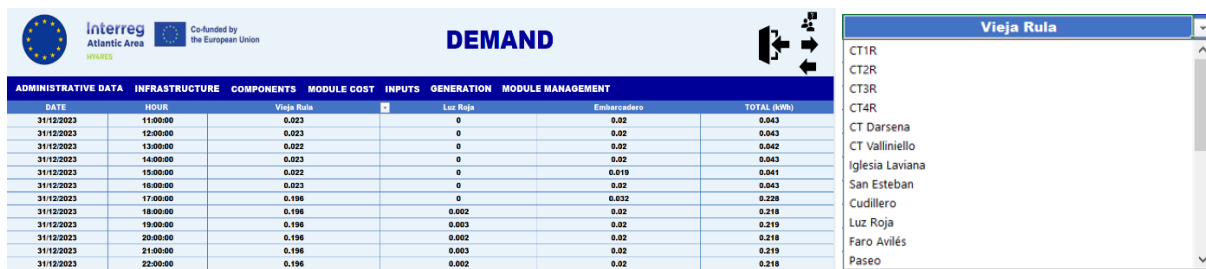 Interreg
Atlantic Area
HY4RES
Co-funded by
the European Union
DEMAND
ADMINISTRATIVE DATA INFRASTRUCTURE COMPONENTS MODULE COST INPUTS GENERATION MODULE MANAGEMENT
DATE HOUR Vieja Rula Luz Roja Embarcadero TOTAL (kWh)
31/12/2023 11:00:00 0.023 0 0.02 0.043
31/12/2023 12:00:00 0.023 0 0.02 0.043
31/12/2023 13:00:00 0.022 0 0.02 0.042
31/12/2023 14:00:00 0.023 0 0.02 0.043
31/12/2023 15:00:00 0.022 0 0.019 0.041
31/12/2023 16:00:00 0.023 0 0.02 0.043
31/12/2023 17:00:00 0.196 0 0.032 0.228
31/12/2023 18:00:00 0.196 0.002 0.02 0.218
31/12/2023 19:00:00 0.196 0.003 0.02 0.219
31/12/2023 20:00:00 0.196 0.002 0.02 0.218
31/12/2023 21:00:00 0.196 0.003 0.02 0.219
31/12/2023 22:00:00 0.196 0.002 0.02 0.218
Vieja Rula
CT1R
CT2R
CT3R
CT4R
CT Darsena
CT Valliniello
Iglesia Laviana
San Esteban
Cudillero
Luz Roja
Faro Avilés
Paseo